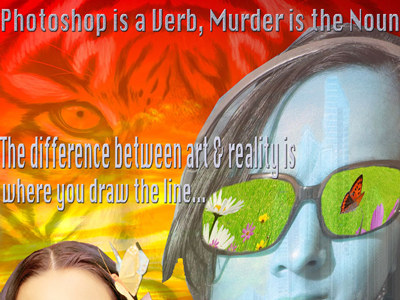 Photoshop is a Verb, Murder is the Noun
The difference between art & reality is
where you draw the line...